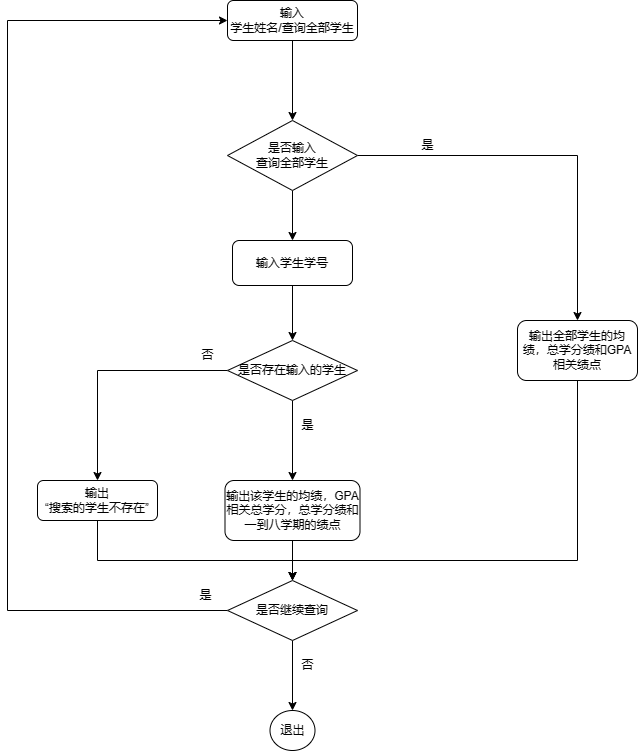 输入
学生姓名/查询全部学生
是否输入
查询全部学生
是
输入学生学号
输出全部学生的均
绩，总学分绩和GPA
相关绩点
否
是否存在输入的学生
是
输出
“搜索的学生不存在”
输出该学生的均绩，GPA
相关总学分，总学分绩和
一到八学期的绩点
是
是否继续查询
否
退出